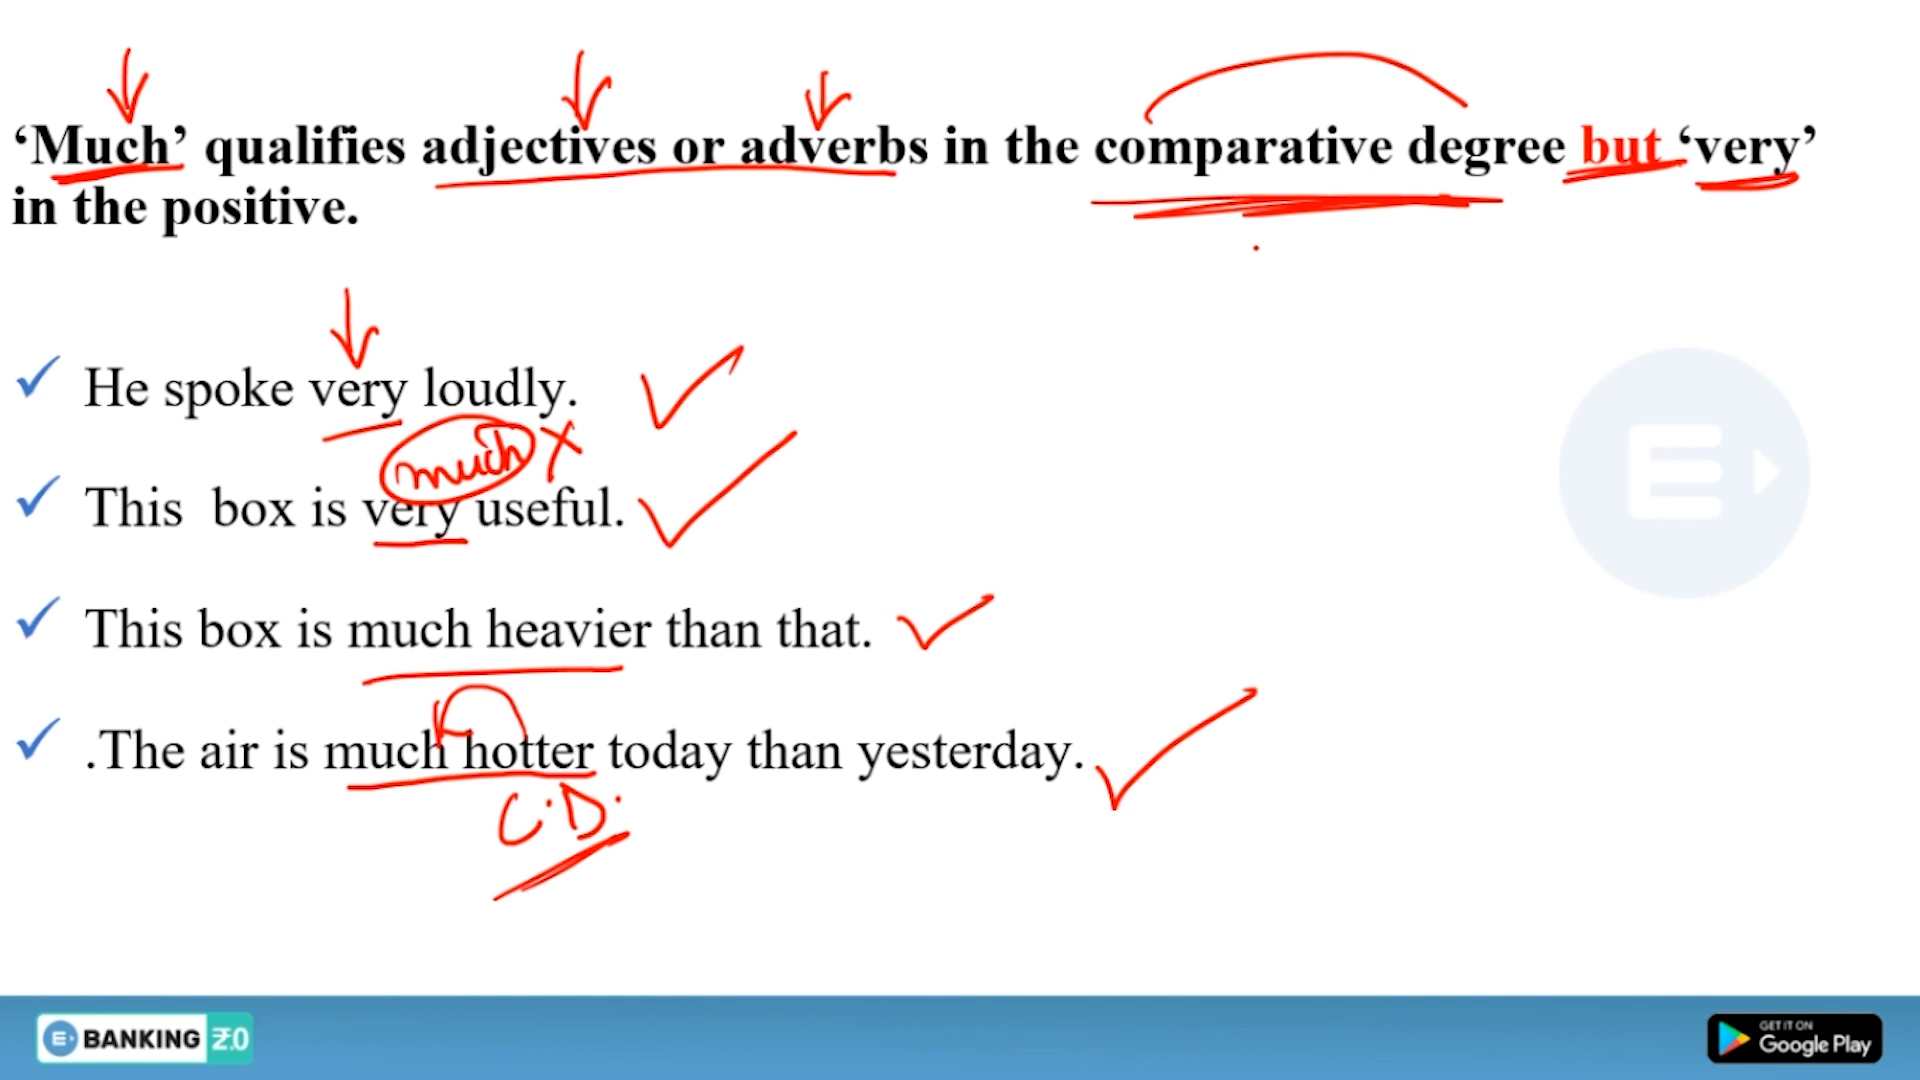 ‘Much’ qualifies adjectives or adverbs in the comparative degree but ‘very’
in the positive.
He spoke very loudly.
much X
This box is very useful.
This box is much heavier than that.
.The air is much hotter today than yesterday.
C.D.
BANKING 2.0
GET IT ON
Google Play